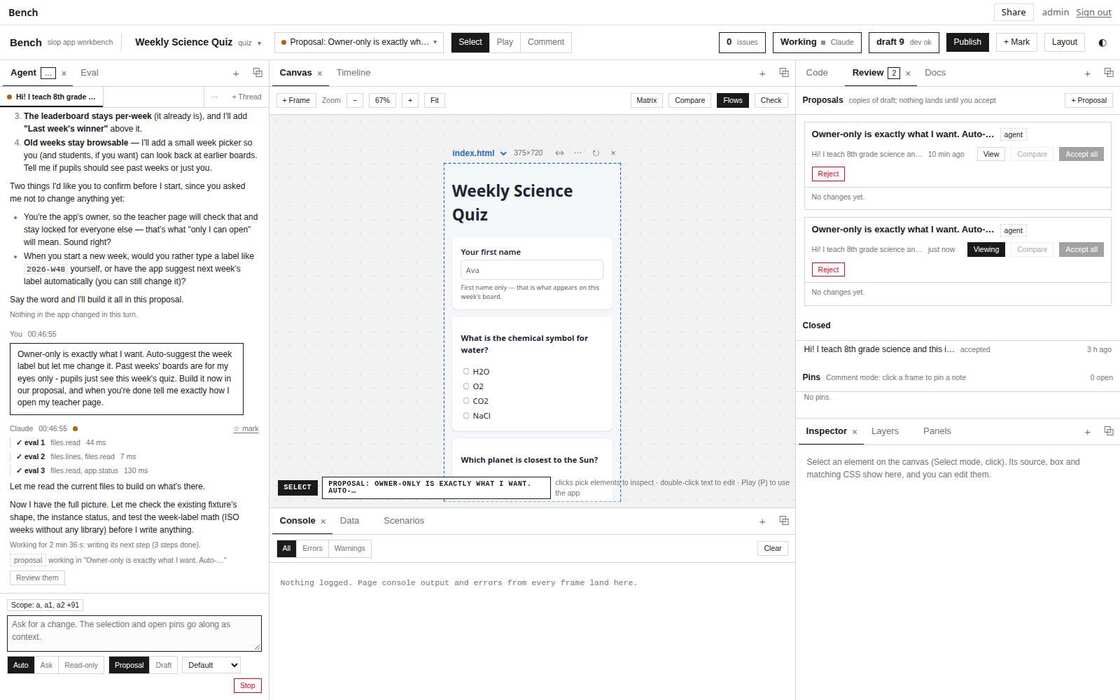 Bench
Share
admin
Sign out
Bench
slop app workbench
Weekly Science Quiz
quiz
Proposal: Owner-only is exactly wh…
Select
Play
Comment
0 issues
Working
Claude
draft 9
dev ok
Publish
+ Mark
Layout
Agent
...
×
Eval
Hi! I teach 8th grade …
+ Thread
3. The leaderboard stays per-week (it already is), and I'll add
"Last week's winner" above it.
4. Old weeks stay browsable — I'll add a small week picker so
you (and students, if you want) can look back at earlier boards.
Tell me if pupils should see past weeks or just you.
Two things I'd like you to confirm before I start, since you asked
me not to change anything yet:
You're the app's owner, so the teacher page will check that and
stay locked for everyone else — that's what "only I can open"
will mean. Sound right?
When you start a new week, would you rather type a label like
2026-W48 yourself, or have the app suggest next week's
label automatically (you can still change it)?
Say the word and I'll build it all in this proposal.
Nothing in the app changed in this turn.
You 00:46:55
Owner-only is exactly what I want. Auto-suggest the week
label but let me change it. Past weeks' boards are for my
eyes only - pupils just see this week's quiz. Build it now in
our proposal, and when you're done tell me exactly how I
open my teacher page.
Claude 00:46:55
☆ mark
✓ eval 1 files.read 44 ms
✓ eval 2 files.lines, files.read 7 ms
✓ eval 3 files.read, app.status 130 ms
Let me read the current files to build on what's there.
Now I have the full picture. Let me check the existing fixture's
shape, the instance status, and test the week-label math (ISO
weeks without any library) before I write anything.
Working for 2 min 36 s: writing its next step (3 steps done).
proposal working in "Owner-only is exactly what I want. Auto-…"
Review them
Scope: a, a1, a2 +91
Ask for a change. The selection and open pins go along as
context.
Auto
Ask
Read-only
Proposal
Draft
Default
Stop
Canvas
×
Timeline
+ Frame
Zoom
−
67%
+
Fit
Matrix
Compare
Flows
Check
index.html
375×720
Weekly Science
Quiz
Your first name
Ava
First name only — that is what appears on this
week's board.
What is the chemical symbol for
water?
H2O
O2
CO2
NaCl
Which planet is closest to the Sun?
SELECT
PROPOSAL: OWNER-ONLY IS EXACTLY WHAT I WANT.
AUTO-…
clicks pick elements to inspect · double-click text to edit · Play (P) to use
the app
Console
×
Data
Scenarios
All
Errors
Warnings
Clear
Nothing logged. Page console output and errors from every frame land here.
Code
Review
2
×
Docs
Proposals
copies of draft; nothing lands until you accept
+ Proposal
Owner-only is exactly what I want. Auto-…
agent
Hi! I teach 8th grade science an… 10 min ago
View
Compare
Accept all
Reject
No changes yet.
Owner-only is exactly what I want. Auto-…
agent
Hi! I teach 8th grade science an… just now
Viewing
Compare
Accept all
Reject
No changes yet.
Closed
Hi! I teach 8th grade science and this i… accepted
3 h ago
Pins
Comment mode: click a frame to pin a note
0 open
No pins.
Inspector
×
Layers
Panels
Select an element on the canvas (Select mode, click). Its source, box and
matching CSS show here, and you can edit them.